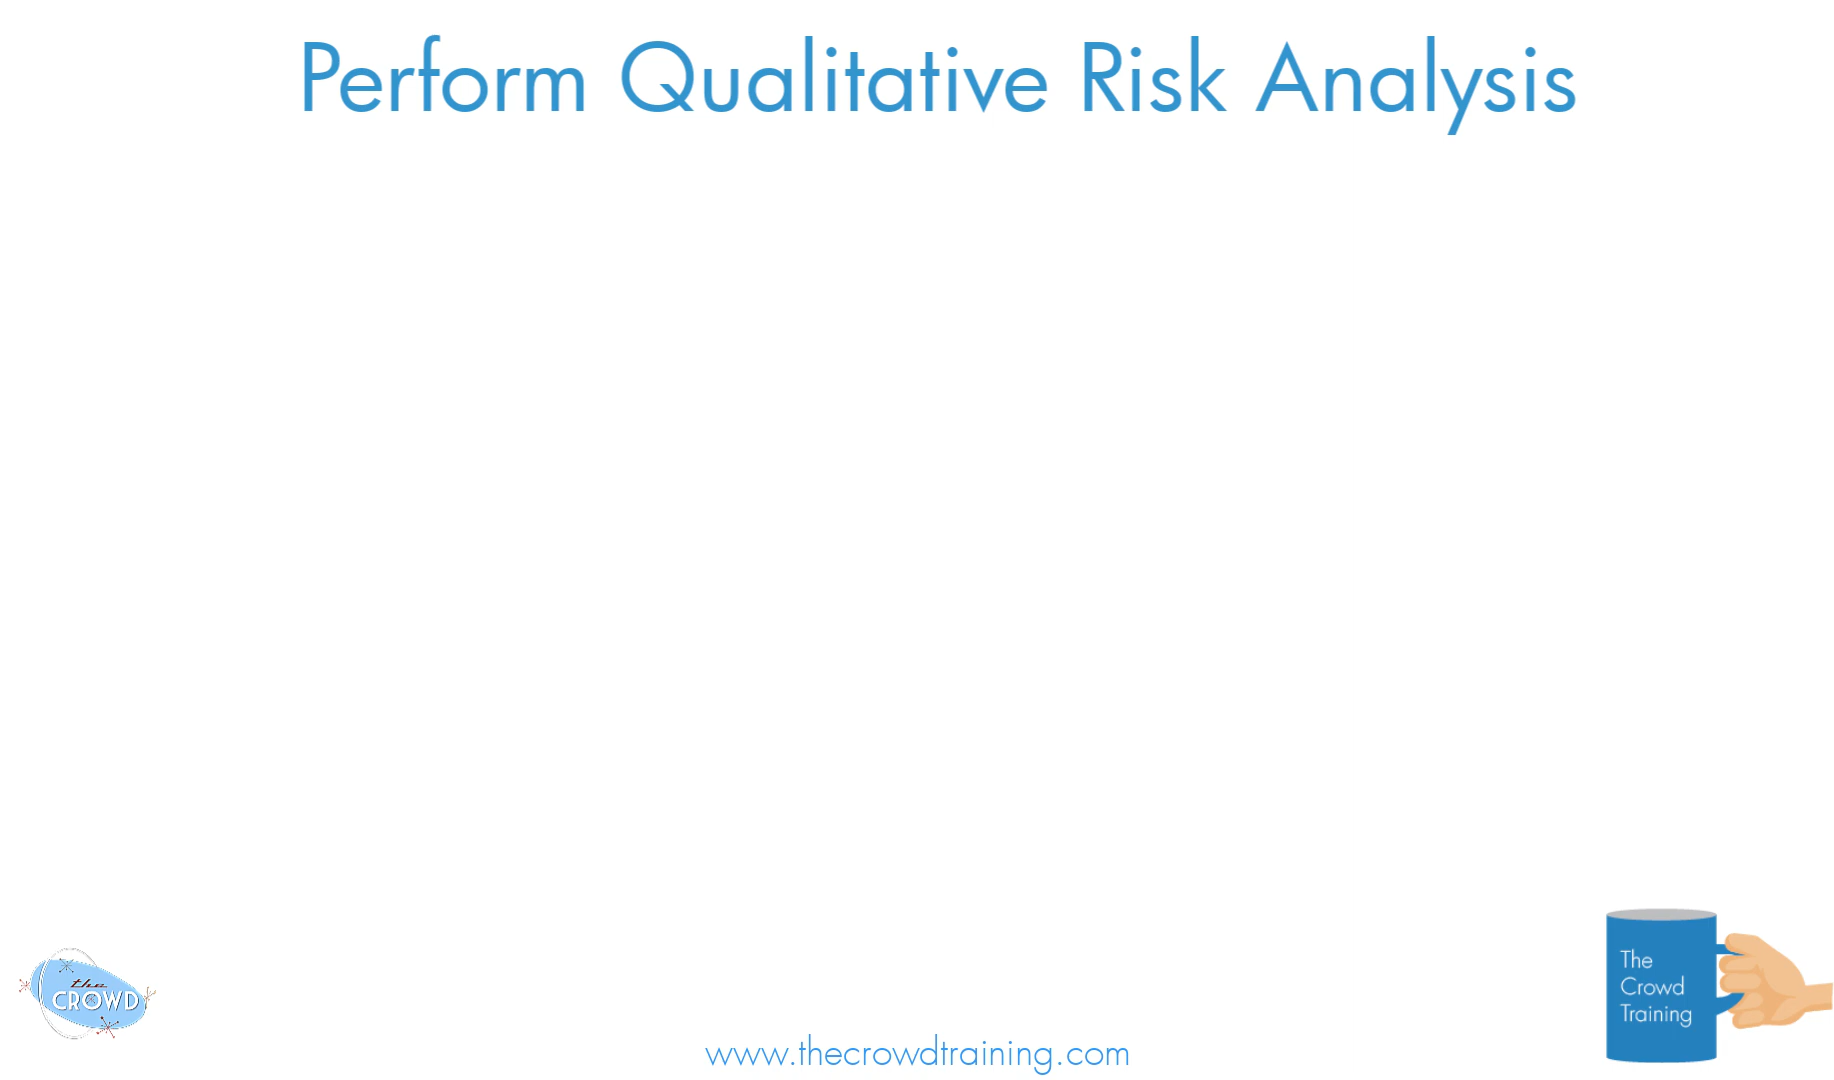 Perform Qualitative Risk Analysis
the
CROWD
The
Crowd
Training
www.thecrowdtraining.com